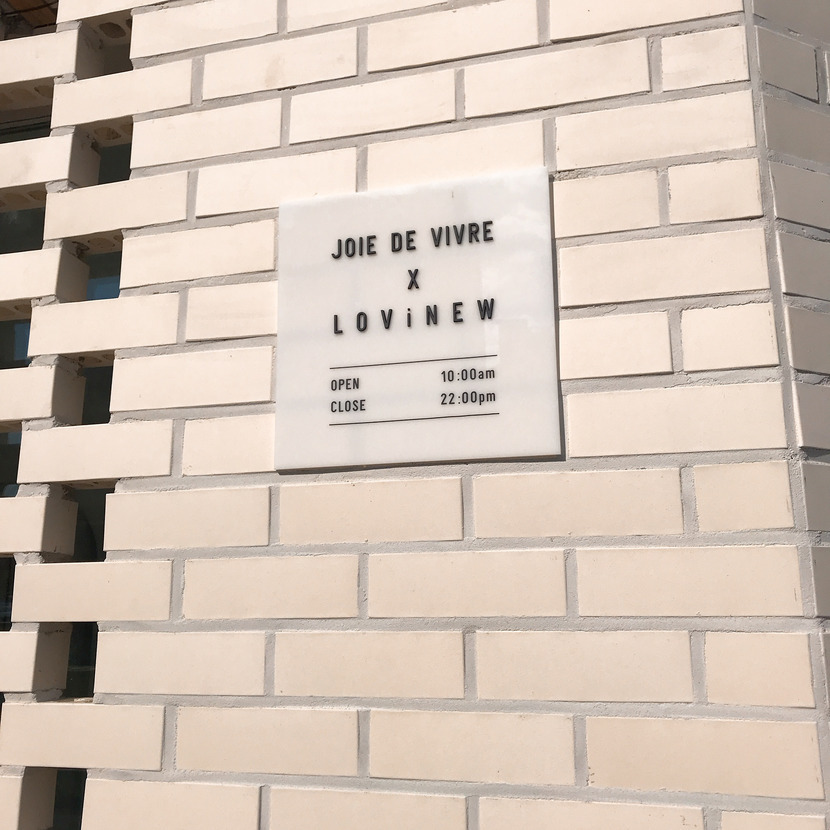 JOIE DE VIVRE
X
LOViNEW
OPEN 10:00am
CLOSE 22:00pm